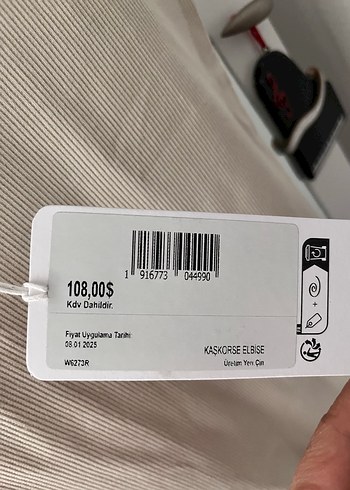 1 916773 044990
108,00$
Kdv Dahildir.
Fiyat Uygulama Tarihi
08.01.2025
KAŞKORSE ELBİSE
W6273R
Üretim Yeri Çin